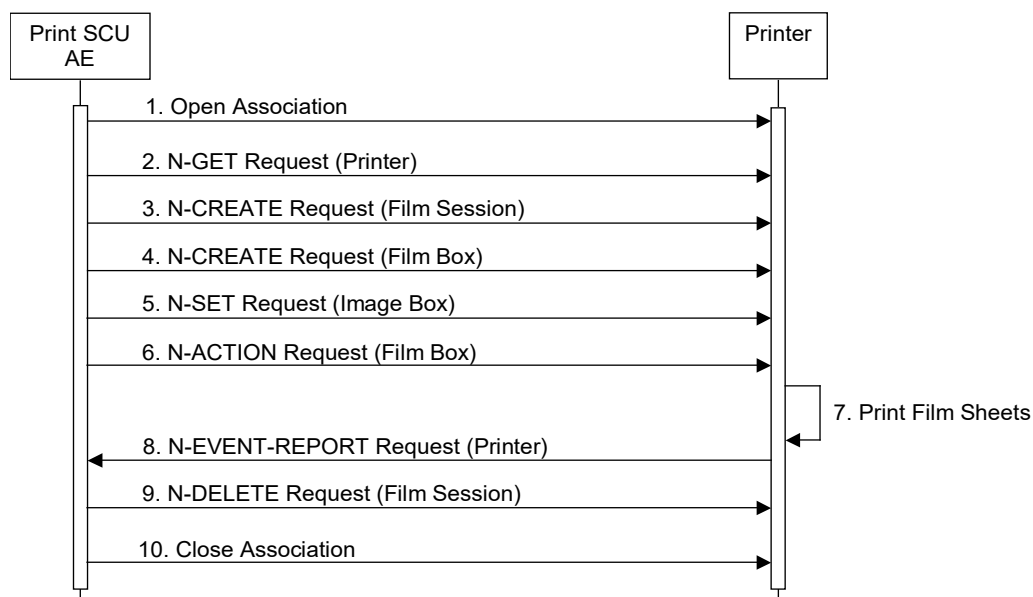 Print SCU
AE
Printer
1. Open Association
2. N-GET Request (Printer)
3. N-CREATE Request (Film Session)
4. N-CREATE Request (Film Box)
5. N-SET Request (Image Box)
6. N-ACTION Request (Film Box)
7. Print Film Sheets
8. N-EVENT-REPORT Request (Printer)
9. N-DELETE Request (Film Session)
10. Close Association